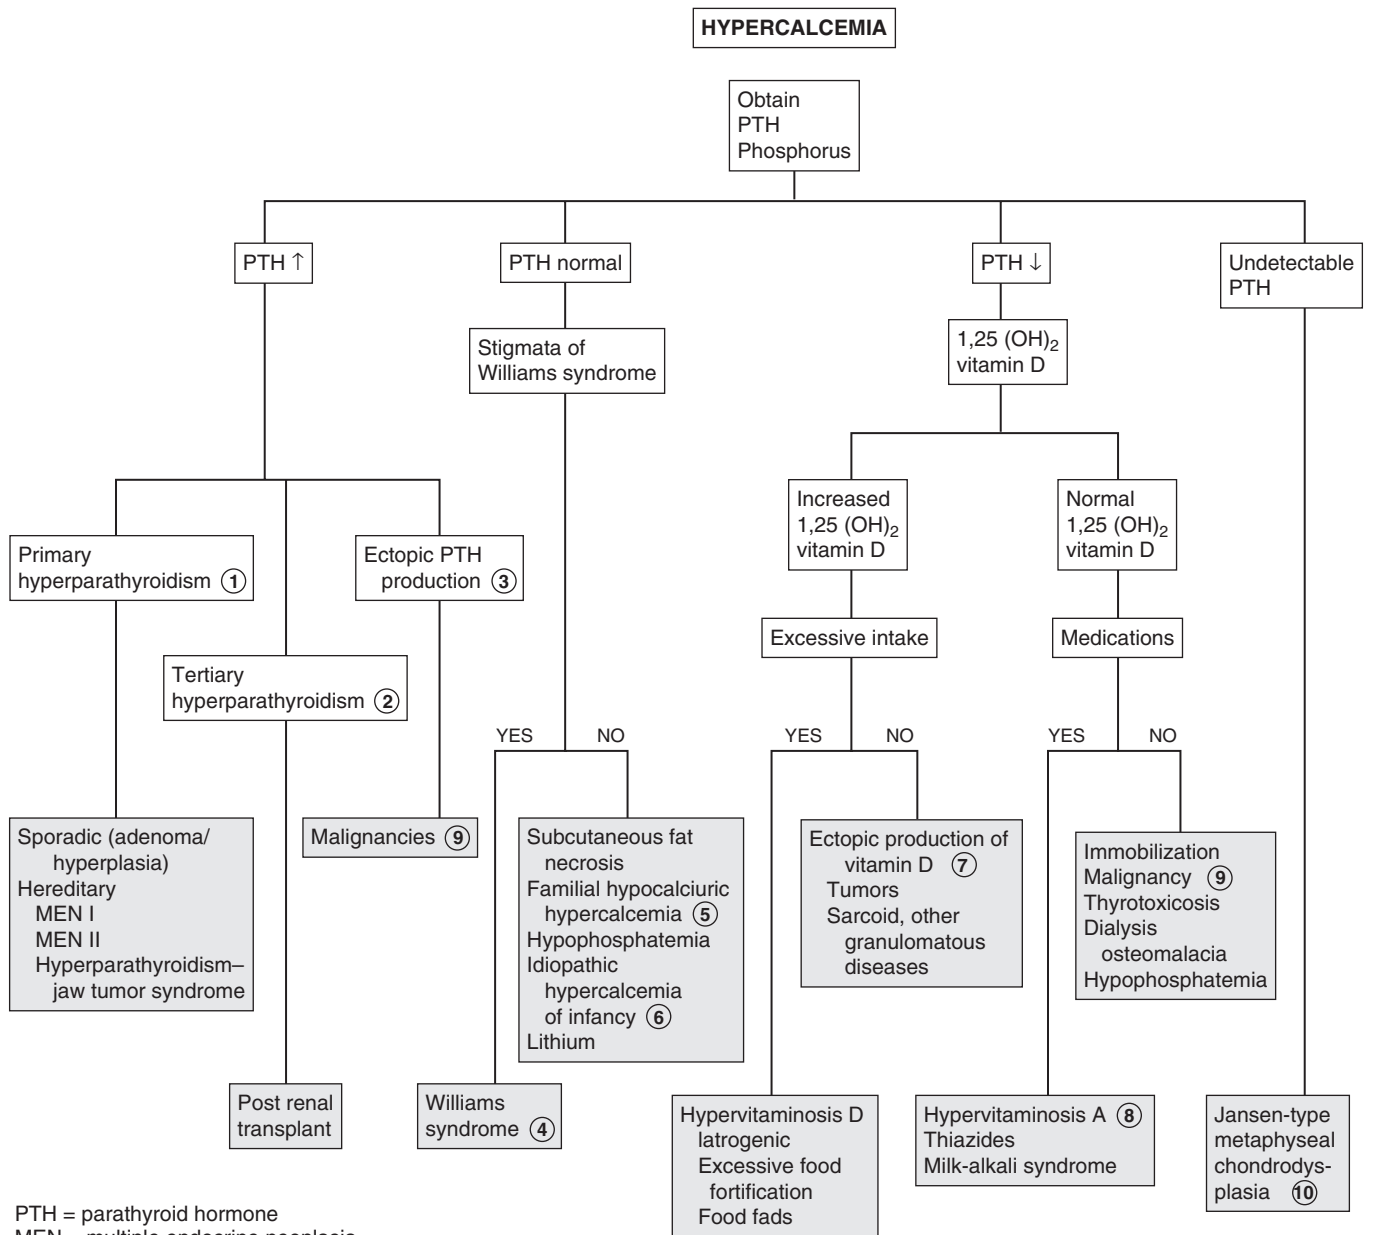 HYPERCALCEMIA
Obtain
PTH
Phosphorus
PTH ↑
PTH normal
PTH ↓
Undetectable
PTH
Stigmata of
Williams syndrome
1,25 (OH)2
vitamin D
Increased
1,25 (OH)2
vitamin D
Normal
1,25 (OH)2
vitamin D
Primary
hyperparathyroidism 1
Ectopic PTH
production 3
Excessive intake
Medications
Tertiary
hyperparathyroidism 2
YES NO
YES NO
YES NO
Sporadic (adenoma/
hyperplasia)
Hereditary
MEN I
MEN II
Hyperparathyroidism–
jaw tumor syndrome
Malignancies 9
Subcutaneous fat
necrosis
Familial hypocalciuric
hypercalcemia 5
Hypophosphatemia
Idiopathic
hypercalcemia
of infancy 6
Lithium
Ectopic production of
vitamin D 7
Tumors
Sarcoid, other
granulomatous
diseases
Immobilization
Malignancy 9
Thyrotoxicosis
Dialysis
osteomalacia
Hypophosphatemia
Post renal
transplant
Williams
syndrome 4
Hypervitaminosis D
Iatrogenic
Excessive food
fortification
Food fads
Hypervitaminosis A 8
Thiazides
Milk-alkali syndrome
Jansen-type
metaphyseal
chondrodys-
plasia 10
PTH = parathyroid hormone
MEN = multiple endocrine neoplasia